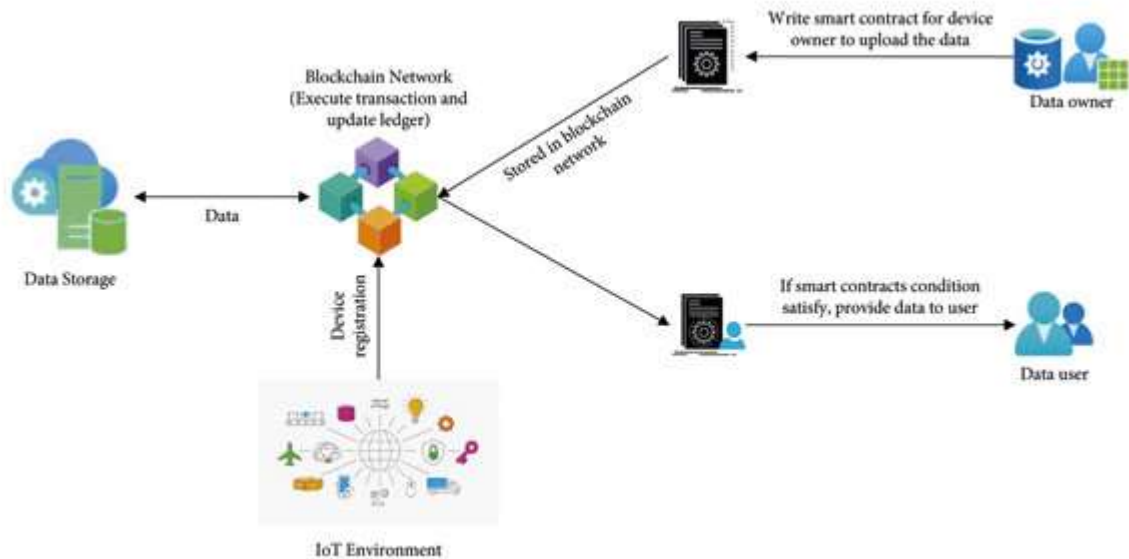 Write smart contract for device
owner to upload the data
Data owner
Blockchain Network
(Execute transaction and
update ledger)
Stored in blockchain
network
Data
Data Storage
Device
registration
If smart contracts condition
satisfy, provide data to user
Data user
IoT Environment